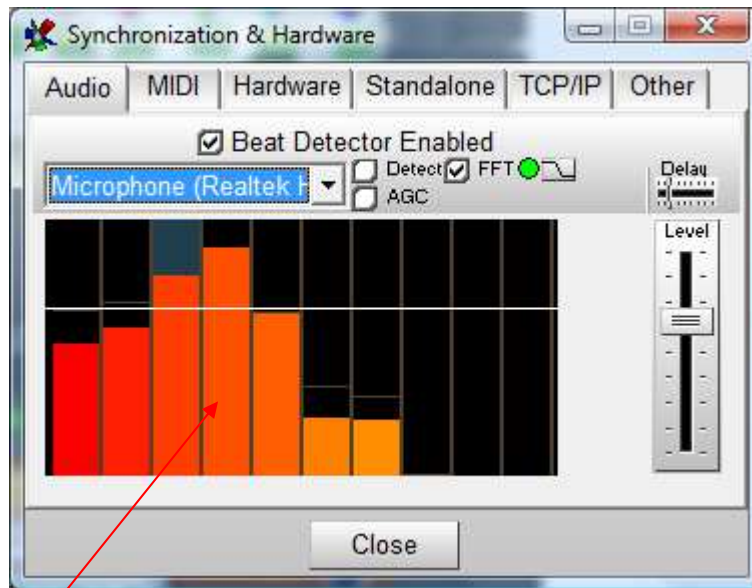 Synchronization & Hardware
Audio MIDI Hardware Standalone TCP/IP Other
Beat Detector Enabled
Microphone (Realtek Detect FFT Delay
AGC
Level
Close